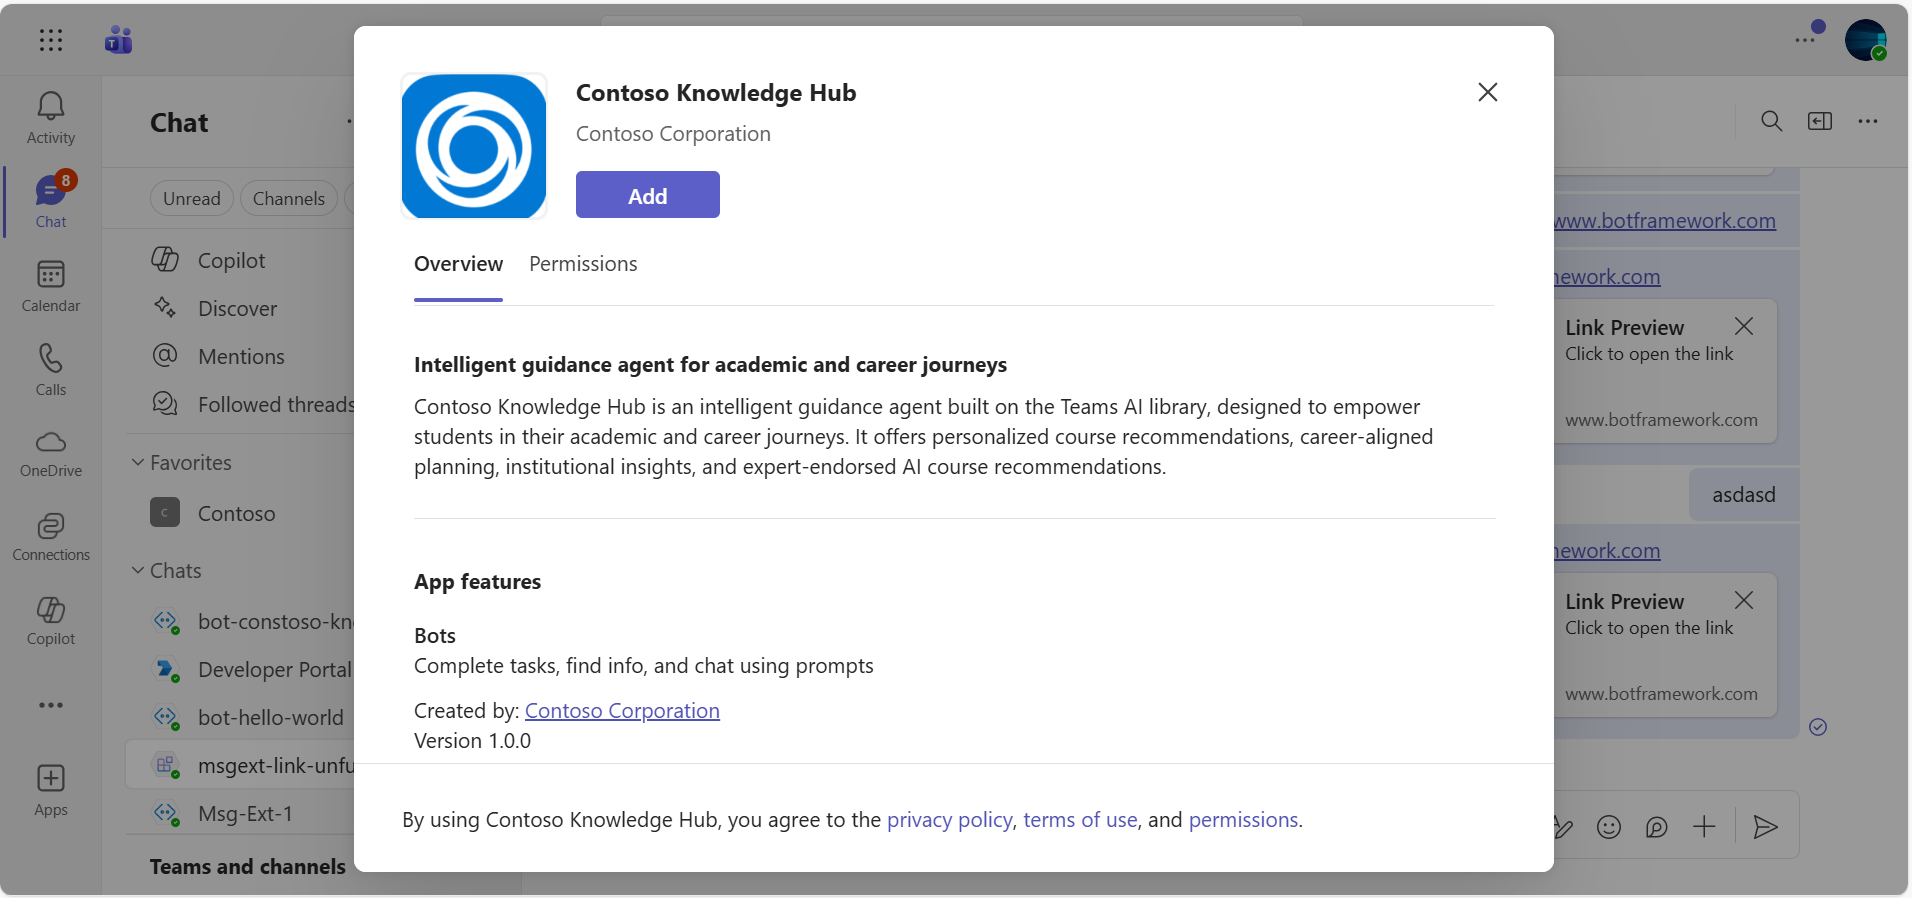 Activity
8
Chat
Calendar
Calls
OneDrive
Connections
Copilot
Apps
Chat
Unread
Channels
Copilot
Discover
Mentions
Followed threads
Favorites
C
Contoso
Chats
bot-constoso-kn
Developer Portal
bot-hello-world
msgext-link-unfu
Msg-Ext-1
Teams and channels
Contoso Knowledge Hub
Contoso Corporation
Add
Overview
Permissions
Intelligent guidance agent for academic and career journeys
Contoso Knowledge Hub is an intelligent guidance agent built on the Teams AI library, designed to empower
students in their academic and career journeys. It offers personalized course recommendations, career-aligned
planning, institutional insights, and expert-endorsed AI course recommendations.
App features
Bots
Complete tasks, find info, and chat using prompts
Created by: Contoso Corporation
Version 1.0.0
By using Contoso Knowledge Hub, you agree to the privacy policy, terms of use, and permissions.
www.botframework.com
nework.com
Link Preview
Click to open the link
www.botframework.com
asdasd
nework.com
Link Preview
Click to open the link
www.botframework.com